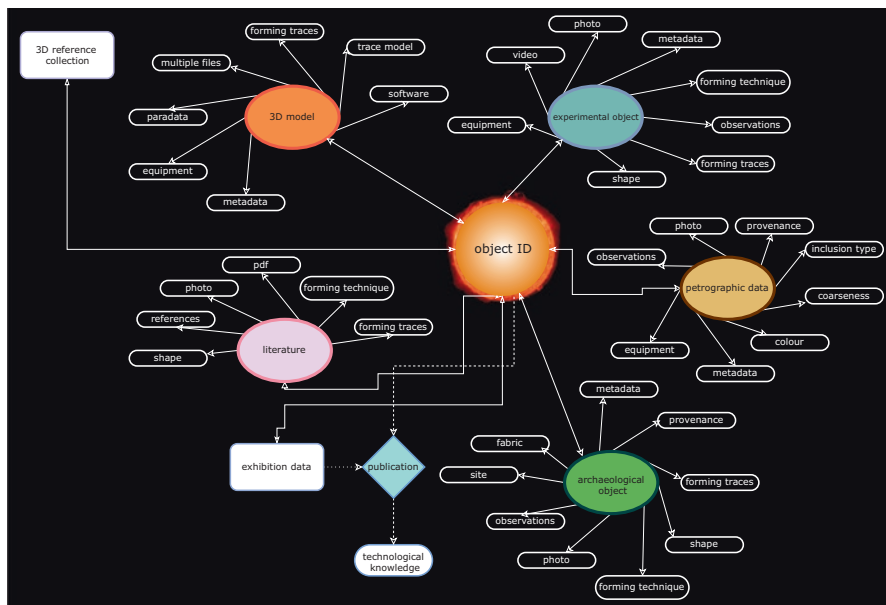 3D reference
collection
forming traces
trace model
multiple files
software
paradata
3D model
equipment
metadata
photo
metadata
video
forming technique
equipment
experimental object
observations
forming traces
shape
object ID
photo
provenance
observations
inclusion type
petrographic data
coarseness
equipment
colour
metadata
pdf
photo
forming technique
references
forming traces
shape
literature
metadata
provenance
fabric
site
archaeological
object
forming traces
observations
shape
photo
forming technique
exhibition data
publication
technological
knowledge